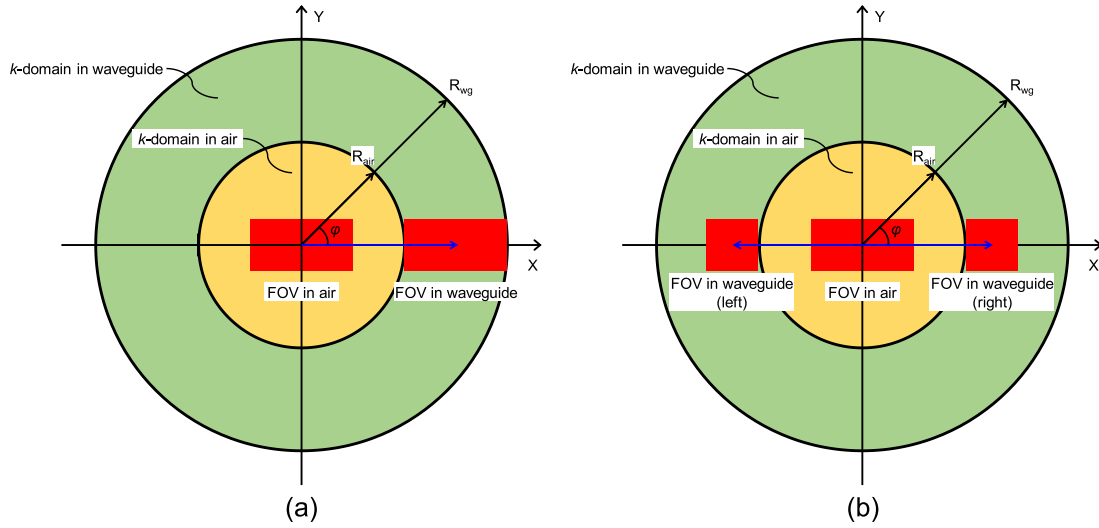 Y
k-domain in waveguide
R_wg
k-domain in air
R_air
φ
X
FOV in air
FOV in waveguide
(a)
Y
k-domain in waveguide
R_wg
k-domain in air
R_air
φ
X
FOV in waveguide
(left)
FOV in air
FOV in waveguide
(right)
(b)